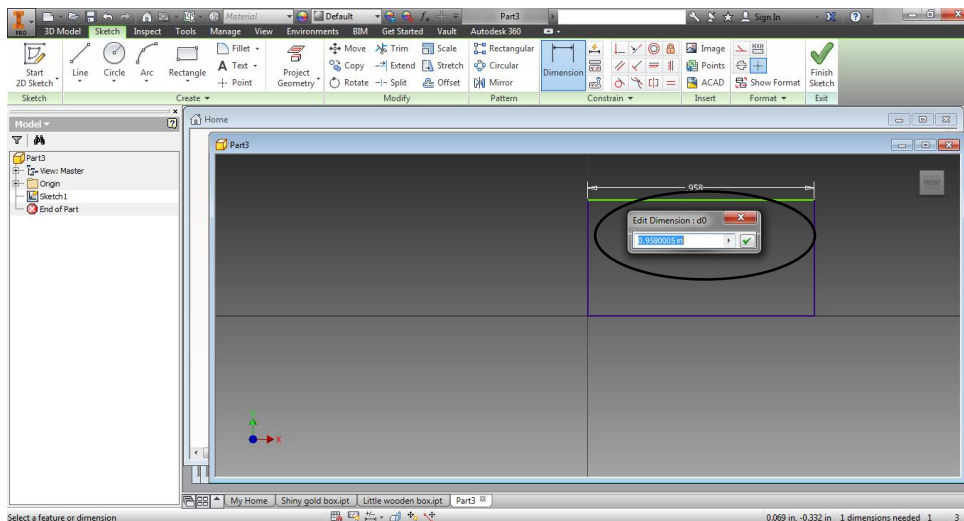 PRO
Material
Default
Part3
Sign In
3D Model Sketch Inspect Tools Manage View Environments BIM Get Started Vault Autodesk 360
Start
2D Sketch
Line
Circle
Arc
Rectangle
Fillet
Text
Point
Project
Geometry
Move Trim Scale
Copy Extend Stretch
Rotate Split Offset
Rectangular
Circular
Mirror
Dimension
Image
Points
ACAD
Show Format
Finish
Sketch
Sketch Create Modify Pattern Constrain Insert Format Exit
Model
Home
Part3
Part3
View: Master
Origin
Sketch1
End of Part
.958
FRONT
Edit Dimension : d0
0.9580005 in
X
My Home Shiny gold box.ipt Little wooden box.ipt Part3
Select a feature or dimension
0.069 in, -0.332 in 1 dimensions needed 1 3